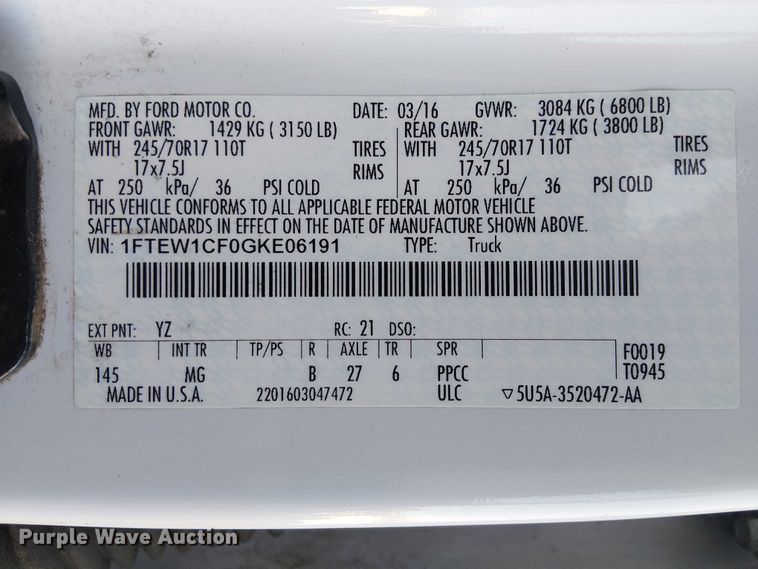 MFD. BY FORD MOTOR CO. DATE: 03/16 GVWR: 3084 KG ( 6800 LB)
FRONT GAWR: 1429 KG ( 3150 LB) REAR GAWR: 1724 KG ( 3800 LB)
WITH 245/70R17 110T TIRES WITH 245/70R17 110T TIRES
17x7.5J RIMS 17x7.5J RIMS
AT 250 kPa/ 36 PSI COLD AT 250 kPa/ 36 PSI COLD
THIS VEHICLE CONFORMS TO ALL APPLICABLE FEDERAL MOTOR VEHICLE
SAFETY STANDARDS IN EFFECT ON THE DATE OF MANUFACTURE SHOWN ABOVE.
VIN: 1FTEW1CF0GKE06191 TYPE: Truck
EXT PNT: YZ RC: 21 DSO:
WB INT TR TP/PS R AXLE TR SPR F0019
145 MG B 27 6 PPCC T0945
MADE IN U.S.A. 2201603047472 ULC ▽5U5A-3520472-AA
Purple Wave Auction